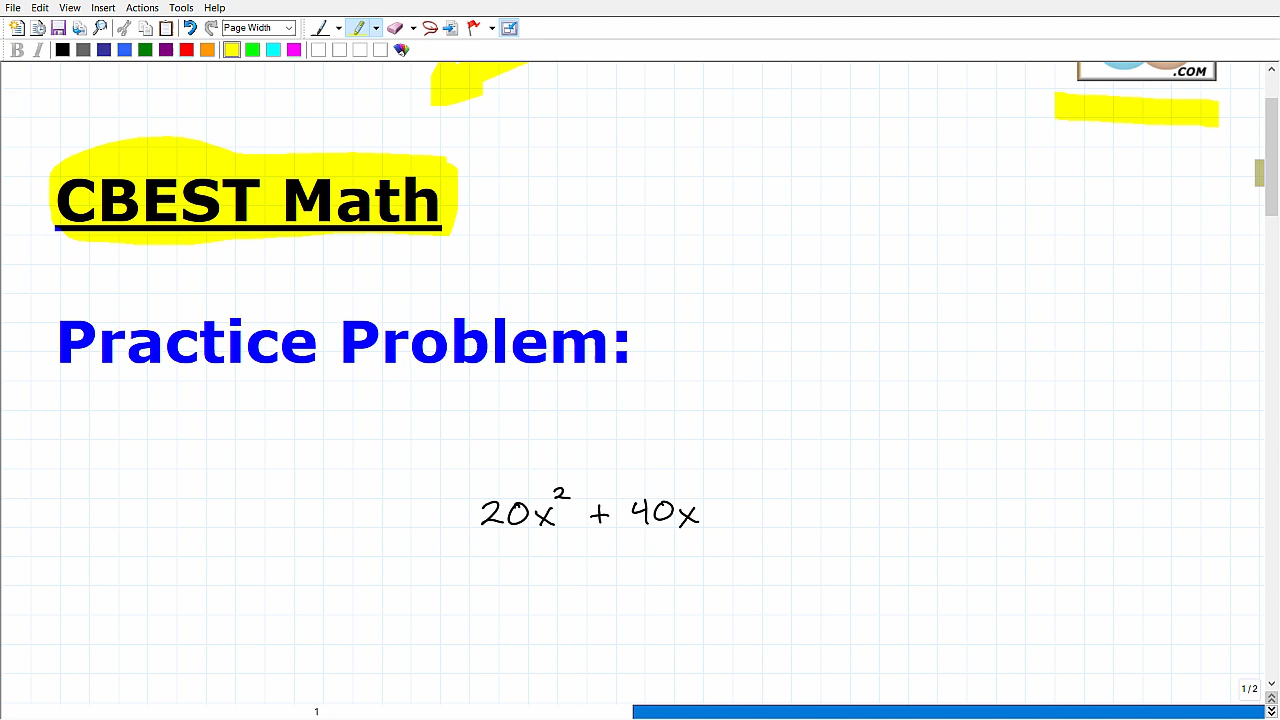 File Edit View Insert Actions Tools Help
Page Width
B I
.COM
CBEST Math
Practice Problem:
20x² + 40x
1/2
1